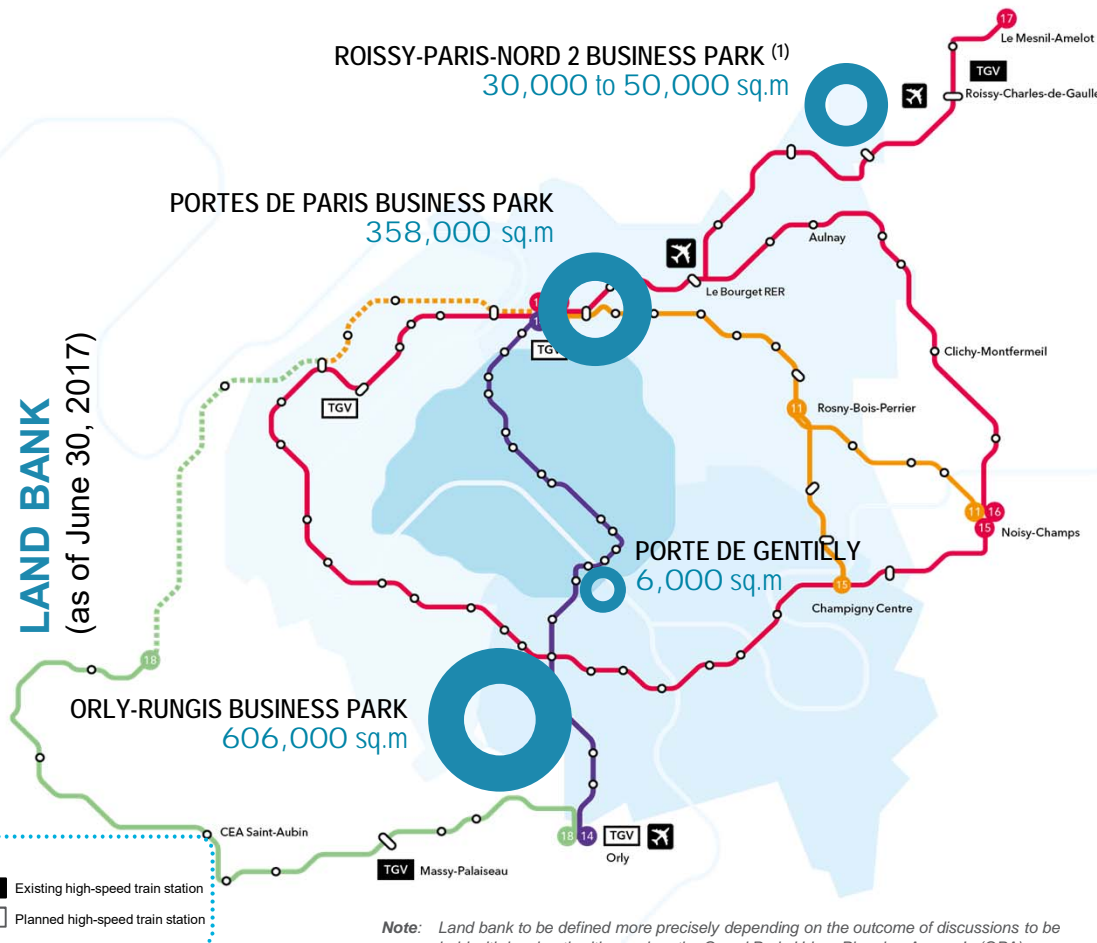 17
Le Mesnil-Amelot
ROISSY-PARIS-NORD 2 BUSINESS PARK (1)
30,000 to 50,000 sq.m
TGV
Roissy-Charles-de-Gaulle
PORTES DE PARIS BUSINESS PARK
358,000 sq.m
Aulnay
Le Bourget RER
TGV
Clichy-Montfermeil
TGV
11
Rosny-Bois-Perrier
LAND BANK
(as of June 30, 2017)
11
16
15
Noisy-Champs
PORTE DE GENTILLY
6,000 sq.m
15
Champigny Centre
18
ORLY-RUNGIS BUSINESS PARK
606,000 sq.m
CEA Saint-Aubin
18
14
TGV
Orly
TGV
Massy-Palaiseau
Existing high-speed train station
Planned high-speed train station
Note: Land bank to be defined more precisely depending on the outcome of discussions to be